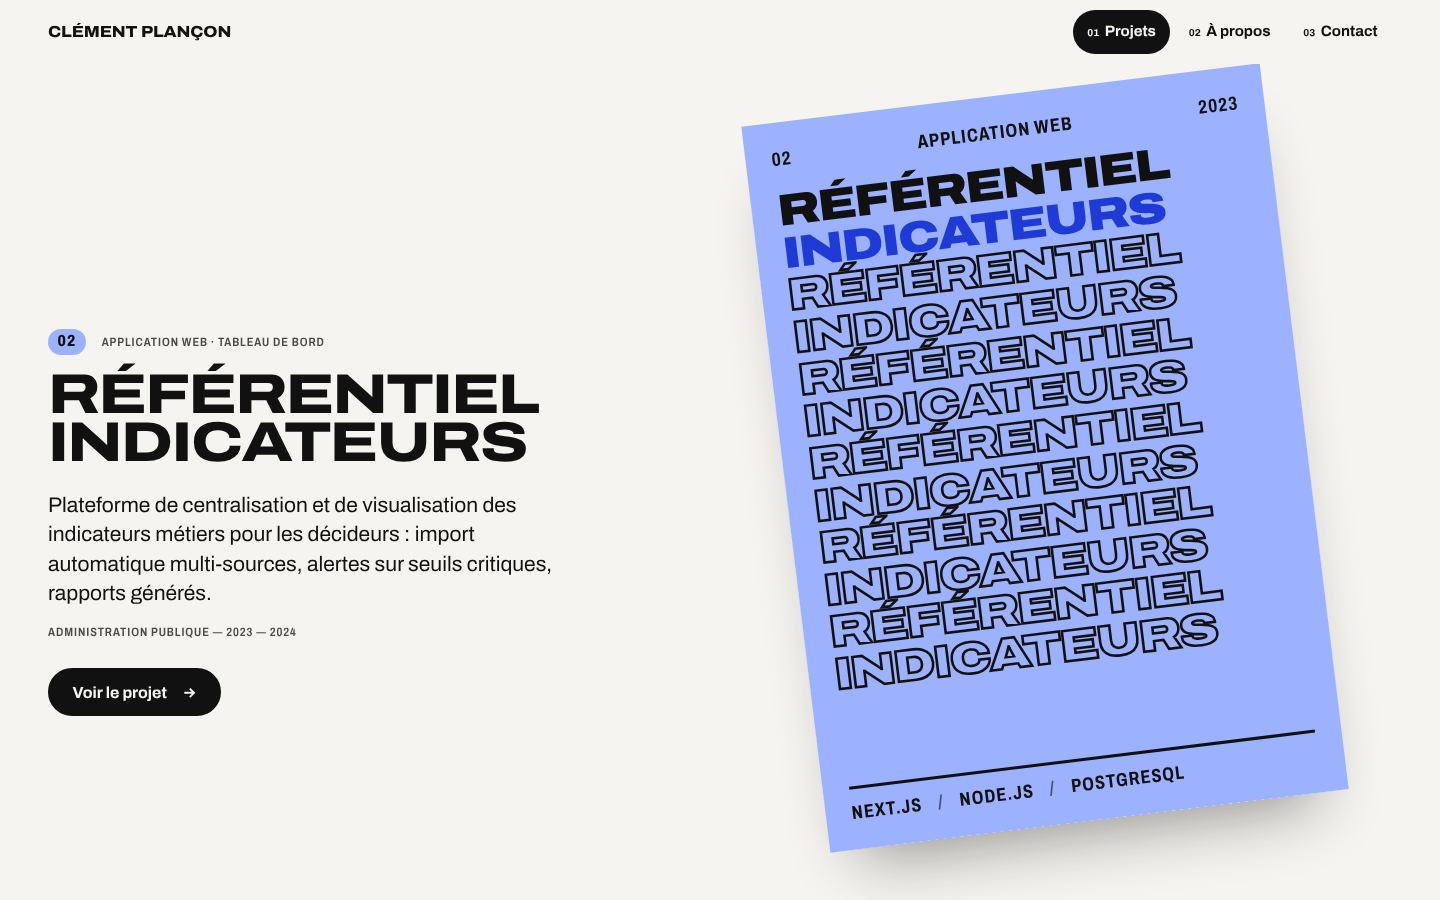 CLÉMENT PLANÇON
01 Projets
02 À propos
03 Contact
02
APPLICATION WEB · TABLEAU DE BORD
RÉFÉRENTIEL
INDICATEURS
Plateforme de centralisation et de visualisation des
indicateurs métiers pour les décideurs : import
automatique multi-sources, alertes sur seuils critiques,
rapports générés.
ADMINISTRATION PUBLIQUE — 2023 — 2024
Voir le projet →
02 APPLICATION WEB 2023
RÉFÉRENTIEL
INDICATEURS
RÉFÉRENTIEL
INDICATEURS
RÉFÉRENTIEL
INDICATEURS
RÉFÉRENTIEL
INDICATEURS
RÉFÉRENTIEL
INDICATEURS
RÉFÉRENTIEL
INDICATEURS
NEXT.JS / NODE.JS / POSTGRESQL